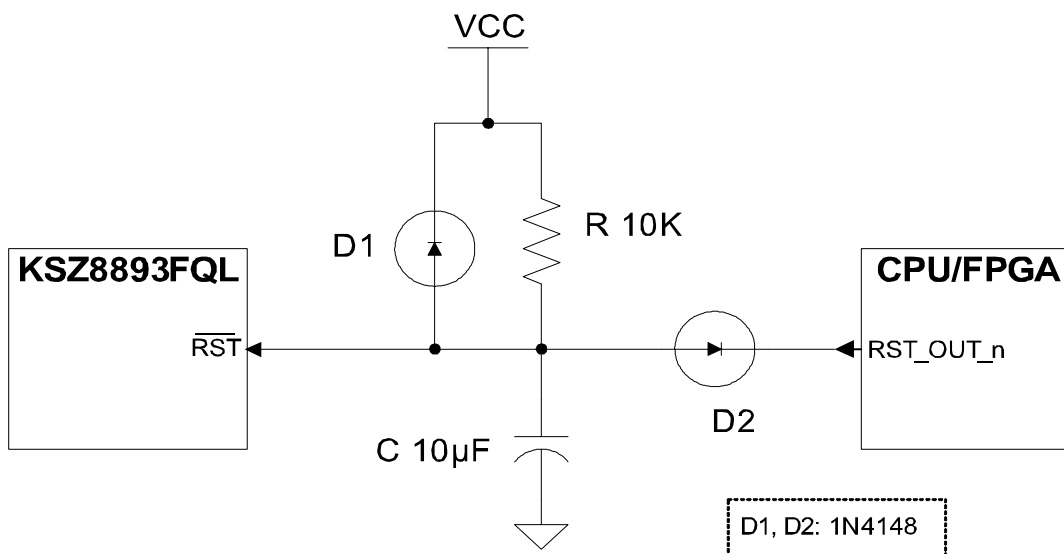 VCC
D1
R 10K
KSZ8893FQL
CPU/FPGA
RST
RST_OUT_n
D2
C 10µF
D1, D2: 1N4148